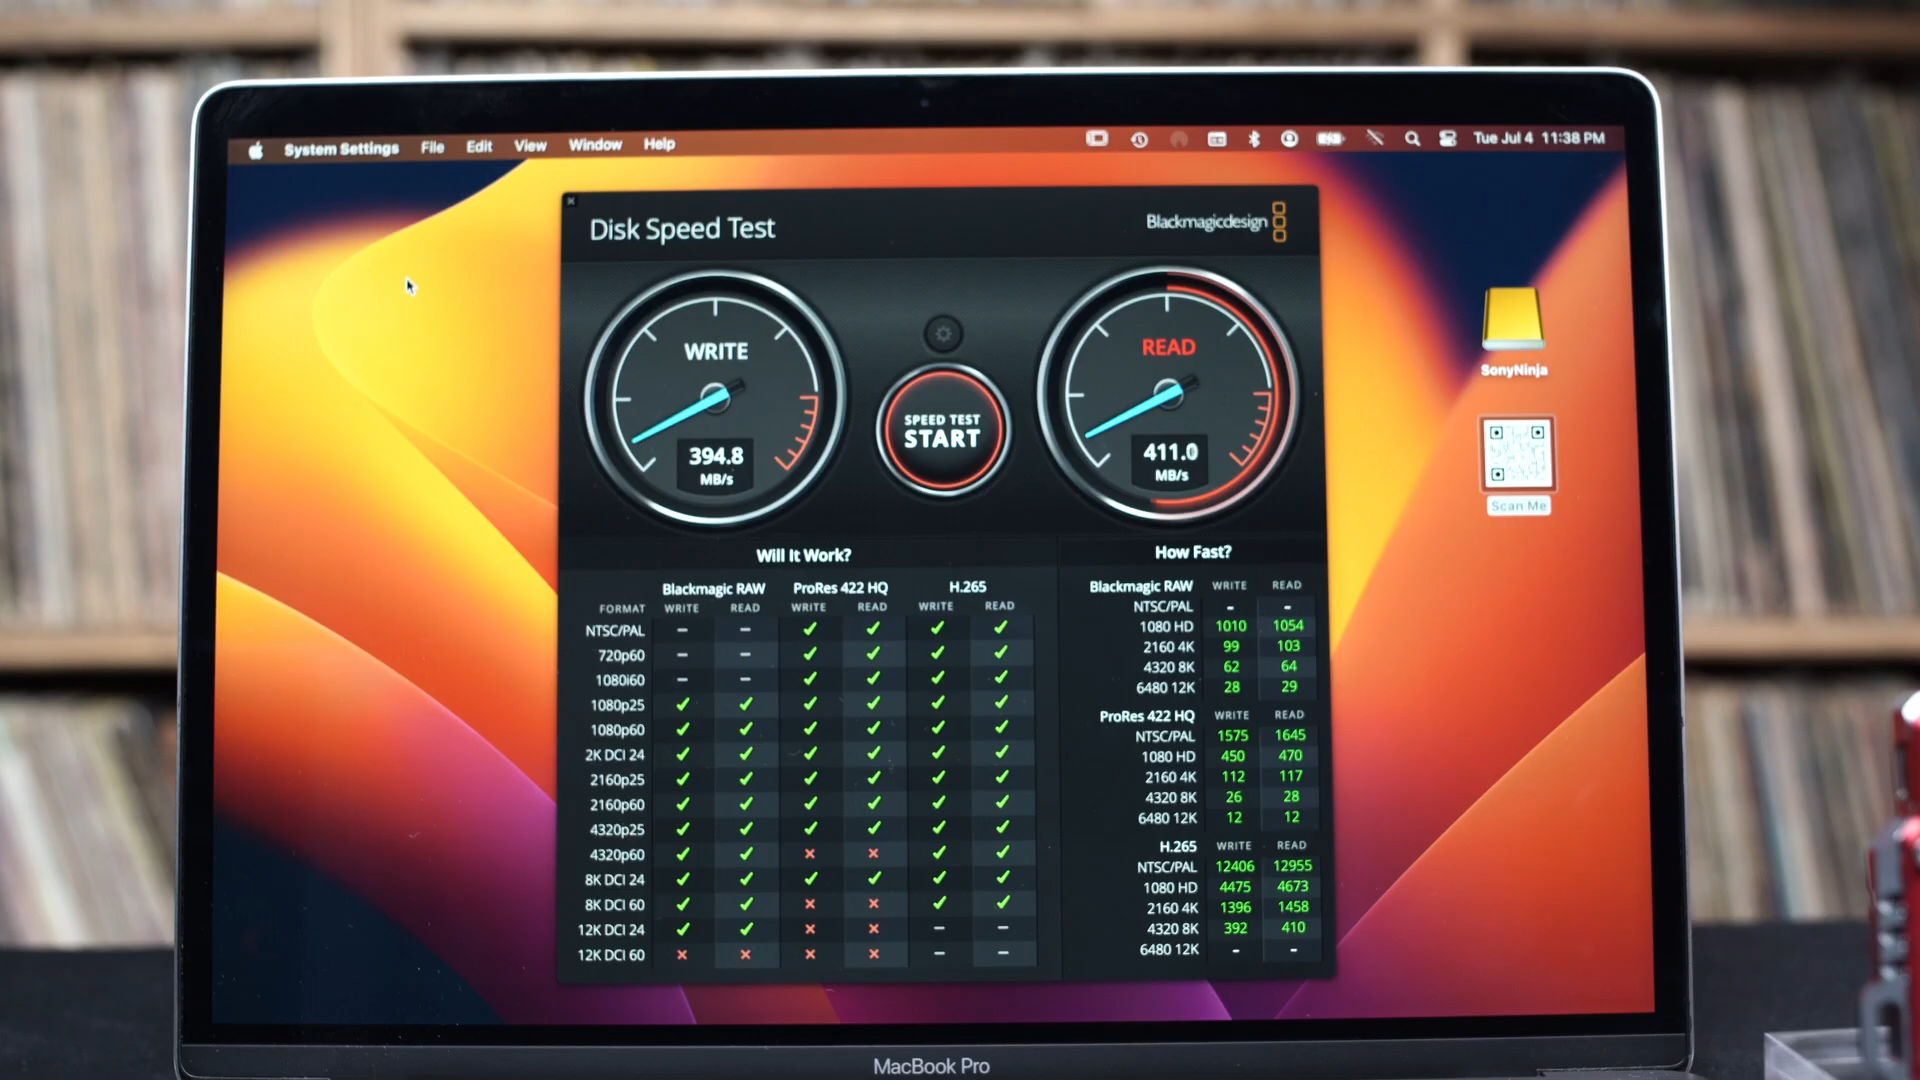 System Settings File Edit View Window Help Tue Jul 4 11:38 PM
Disk Speed Test Blackmagicdesign
WRITE
394.8
MB/s
SPEED TEST
START
READ
411.0
MB/s
SonyNinja
Scan Me
Will It Work?
Blackmagic RAW ProRes 422 HQ H.265
FORMAT WRITE READ WRITE READ WRITE READ
NTSC/PAL – – ✓ ✓ ✓ ✓
720p60 – – ✓ ✓ ✓ ✓
1080i60 – – ✓ ✓ ✓ ✓
1080p25 ✓ ✓ ✓ ✓ ✓ ✓
1080p60 ✓ ✓ ✓ ✓ ✓ ✓
2K DCI 24 ✓ ✓ ✓ ✓ ✓ ✓
2160p25 ✓ ✓ ✓ ✓ ✓ ✓
2160p60 ✓ ✓ ✓ ✓ ✓ ✓
4320p25 ✓ ✓ ✓ ✓ ✓ ✓
4320p60 ✓ ✓ × × ✓ ✓
8K DCI 24 ✓ ✓ ✓ ✓ ✓ ✓
8K DCI 60 ✓ ✓ × × ✓ ✓
12K DCI 24 ✓ ✓ × × – –
12K DCI 60 × × × × – –
How Fast?
Blackmagic RAW WRITE READ
NTSC/PAL - -
1080 HD 1010 1054
2160 4K 99 103
4320 8K 62 64
6480 12K 28 29
ProRes 422 HQ WRITE READ
NTSC/PAL 1575 1645
1080 HD 450 470
2160 4K 112 117
4320 8K 26 28
6480 12K 12 12
H.265 WRITE READ
NTSC/PAL 12406 12955
1080 HD 4475 4673
2160 4K 1396 1458
4320 8K 392 410
6480 12K - -
MacBook Pro